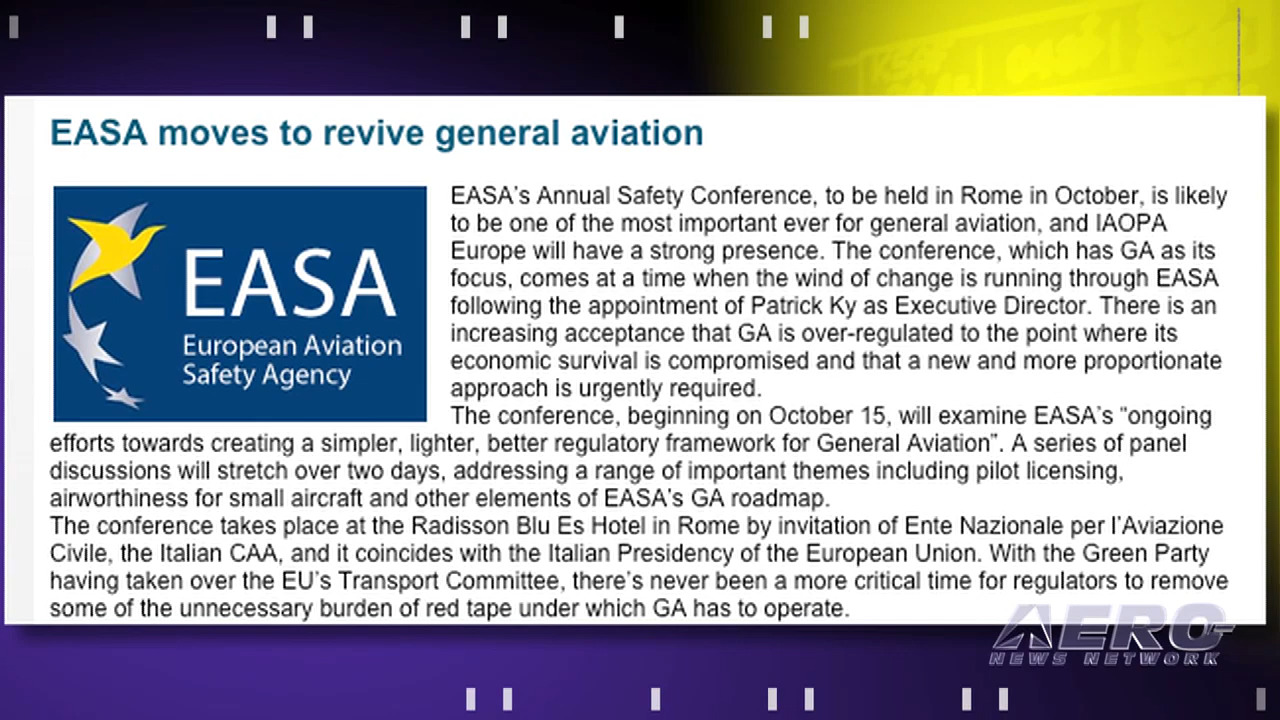 EASA moves to revive general aviation
EASA
European Aviation
Safety Agency
EASA's Annual Safety Conference, to be held in Rome in October, is likely
to be one of the most important ever for general aviation, and IAOPA
Europe will have a strong presence. The conference, which has GA as its
focus, comes at a time when the wind of change is running through EASA
following the appointment of Patrick Ky as Executive Director. There is an
increasing acceptance that GA is over-regulated to the point where its
economic survival is compromised and that a new and more proportionate
approach is urgently required.
The conference, beginning on October 15, will examine EASA's “ongoing
efforts towards creating a simpler, lighter, better regulatory framework for General Aviation”. A series of panel
discussions will stretch over two days, addressing a range of important themes including pilot licensing,
airworthiness for small aircraft and other elements of EASA's GA roadmap.
The conference takes place at the Radisson Blu Es Hotel in Rome by invitation of Ente Nazionale per l'Aviazione
Civile, the Italian CAA, and it coincides with the Italian Presidency of the European Union. With the Green Party
having taken over the EU's Transport Committee, there's never been a more critical time for regulators to remove
some of the unnecessary burden of red tape under which GA has to operate.
AERO
NEWS NETWORK